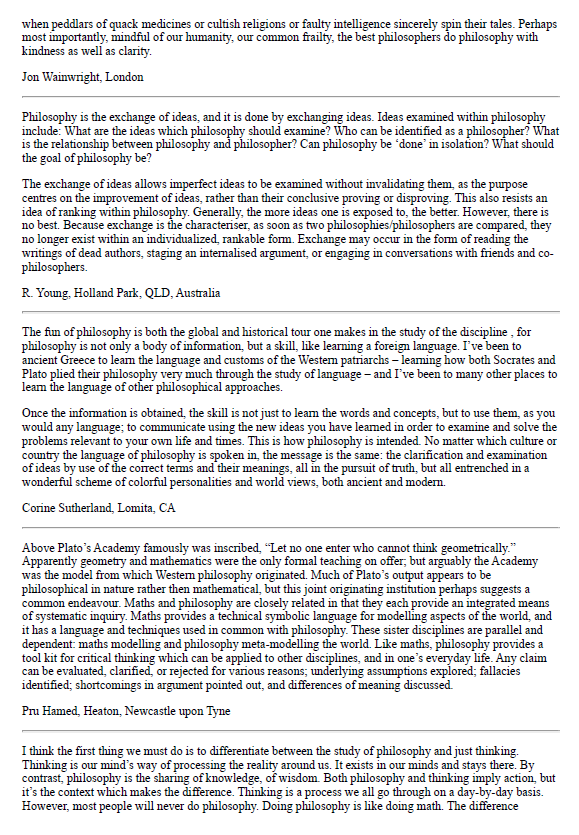 when peddlars of quack medicines or cultish religions or faulty intelligence sincerely spin their tales. Perhaps
most importantly, mindful of our humanity, our common frailty, the best philosophers do philosophy with
kindness as well as clarity.
Jon Wainwright, London
Philosophy is the exchange of ideas, and it is done by exchanging ideas. Ideas examined within philosophy
include: What are the ideas which philosophy should examine? Who can be identified as a philosopher? What
is the relationship between philosophy and philosopher? Can philosophy be ‘done’ in isolation? What should
the goal of philosophy be?
The exchange of ideas allows imperfect ideas to be examined without invalidating them, as the purpose
centres on the improvement of ideas, rather than their conclusive proving or disproving. This also resists an
idea of ranking within philosophy. Generally, the more ideas one is exposed to, the better. However, there is
no best. Because exchange is the characteriser, as soon as two philosophies/philosophers are compared, they
no longer exist within an individualized, rankable form. Exchange may occur in the form of reading the
writings of dead authors, staging an internalised argument, or engaging in conversations with friends and co-
philosophers.
R. Young, Holland Park, QLD, Australia
The fun of philosophy is both the global and historical tour one makes in the study of the discipline , for
philosophy is not only a body of information, but a skill, like learning a foreign language. I’ve been to
ancient Greece to learn the language and customs of the Western patriarchs – learning how both Socrates and
Plato plied their philosophy very much through the study of language – and I’ve been to many other places to
learn the language of other philosophical approaches.
Once the information is obtained, the skill is not just to learn the words and concepts, but to use them, as you
would any language; to communicate using the new ideas you have learned in order to examine and solve the
problems relevant to your own life and times. This is how philosophy is intended. No matter which culture or
country the language of philosophy is spoken in, the message is the same: the clarification and examination
of ideas by use of the correct terms and their meanings, all in the pursuit of truth, but all entrenched in a
wonderful scheme of colorful personalities and world views, both ancient and modern.
Corine Sutherland, Lomita, CA
Above Plato’s Academy famously was inscribed, “Let no one enter who cannot think geometrically.”
Apparently geometry and mathematics were the only formal teaching on offer; but arguably the Academy
was the model from which Western philosophy originated. Much of Plato’s output appears to be
philosophical in nature rather then mathematical, but this joint originating institution perhaps suggests a
common endeavour. Maths and philosophy are closely related in that they each provide an integrated means
of systematic inquiry. Maths provides a technical symbolic language for modelling aspects of the world, and
it has a language and techniques used in common with philosophy. These sister disciplines are parallel and
dependent: maths modelling and philosophy meta-modelling the world. Like maths, philosophy provides a
tool kit for critical thinking which can be applied to other disciplines, and in one’s everyday life. Any claim
can be evaluated, clarified, or rejected for various reasons; underlying assumptions explored; fallacies
identified; shortcomings in argument pointed out, and differences of meaning discussed.
Pru Hamed, Heaton, Newcastle upon Tyne
I think the first thing we must do is to differentiate between the study of philosophy and just thinking.
Thinking is our mind’s way of processing the reality around us. It exists in our minds and stays there. By
contrast, philosophy is the sharing of knowledge, of wisdom. Both philosophy and thinking imply action, but
it’s the context which makes the difference. Thinking is a process we all go through on a day-by-day basis.
However, most people will never do philosophy. Doing philosophy is like doing math. The difference